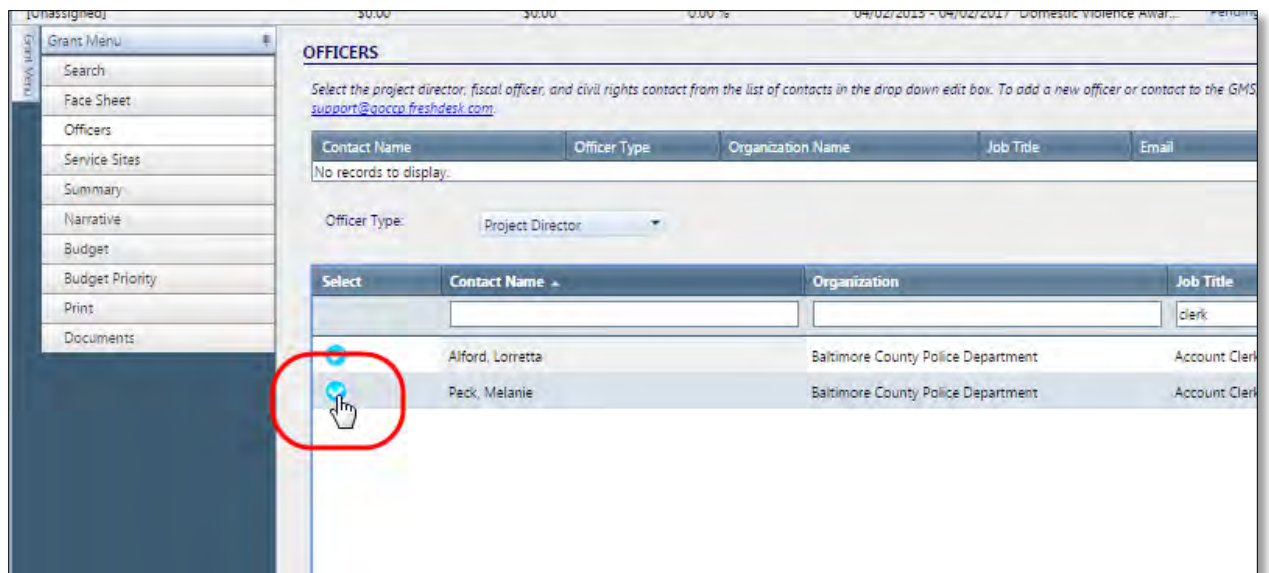 [Unassigned] $0.00 $0.00 0.00 % 04/02/2013 - 04/02/2017 Domestic Violence Awar... Pending
Grant Menu
Grant Menu
Search
Face Sheet
Officers
Service Sites
Summary
Narrative
Budget
Budget Priority
Print
Documents
OFFICERS
Select the project director, fiscal officer, and civil rights contact from the list of contacts in the drop down edit box. To add a new officer or contact to the GMS,
support@goccp.freshdesk.com.
Contact Name Officer Type Organization Name Job Title Email
No records to display.
Officer Type: Project Director
Select Contact Name Organization Job Title
clerk
Alford, Lorretta Baltimore County Police Department Account Clerk
Peck, Melanie Baltimore County Police Department Account Clerk